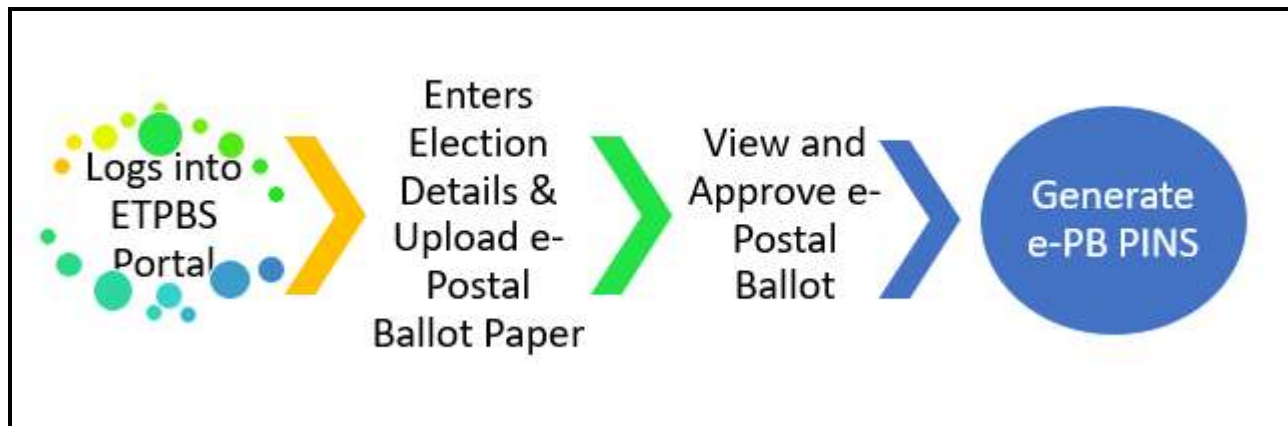 Logs into
ETPBS
Portal
Enters
Election
Details &
Upload e-
Postal
Ballot Paper
View and
Approve e-
Postal
Ballot
Generate
e-PB PINS